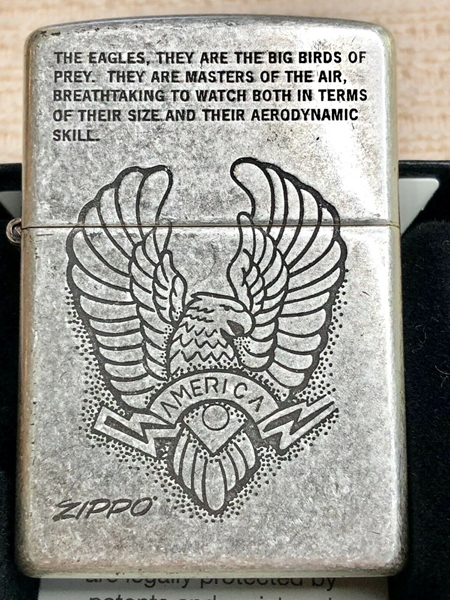 THE EAGLES, THEY ARE THE BIG BIRDS OF
PREY. THEY ARE MASTERS OF THE AIR,
BREATHTAKING TO WATCH BOTH IN TERMS
OF THEIR SIZE AND THEIR AERODYNAMIC
SKILL.
AMERICA
ZIPPO
are legally protected by